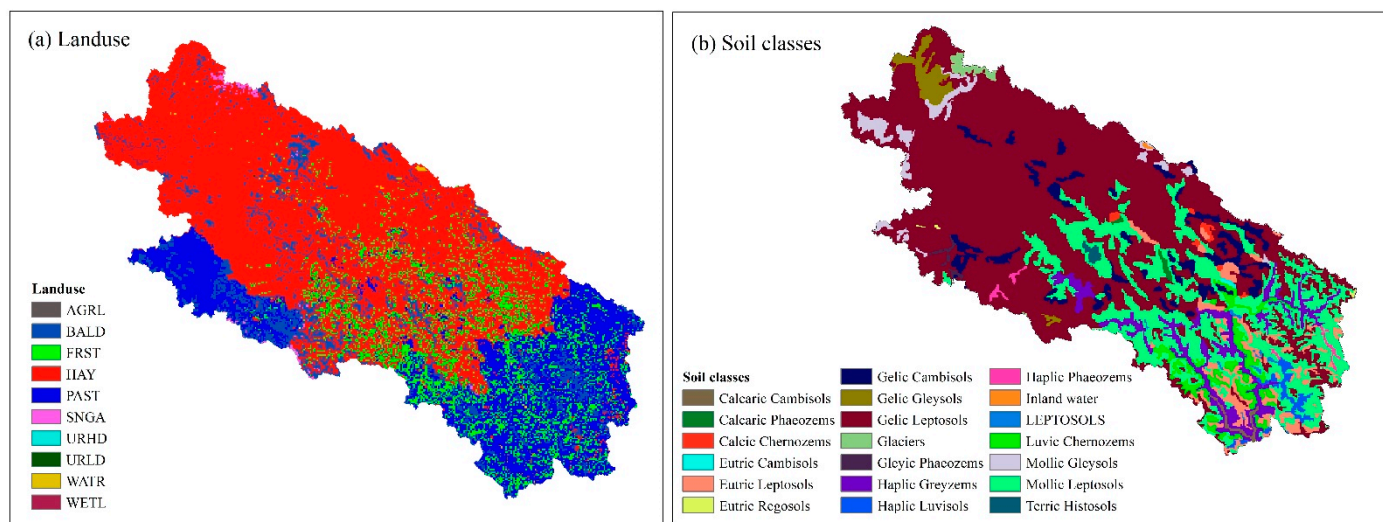 (a) Landuse
Landuse
AGRL
BALD
FRST
HAY
PAST
SNGA
URHD
URLD
WATR
WETL
(b) Soil classes
Soil classes
Calcaric Cambisols
Calcaric Phaeozems
Calcic Chernozems
Eutric Cambisols
Eutric Leptosols
Eutric Regosols
Gelic Cambisols
Gelic Gleysols
Gelic Leptosols
Glaciers
Gleyic Phaeozems
Haplic Greyzems
Haplic Luvisols
Haplic Phaeozems
Inland water
LEPTOSOLS
Luvic Chernozems
Mollic Gleysols
Mollic Leptosols
Terric Histosols